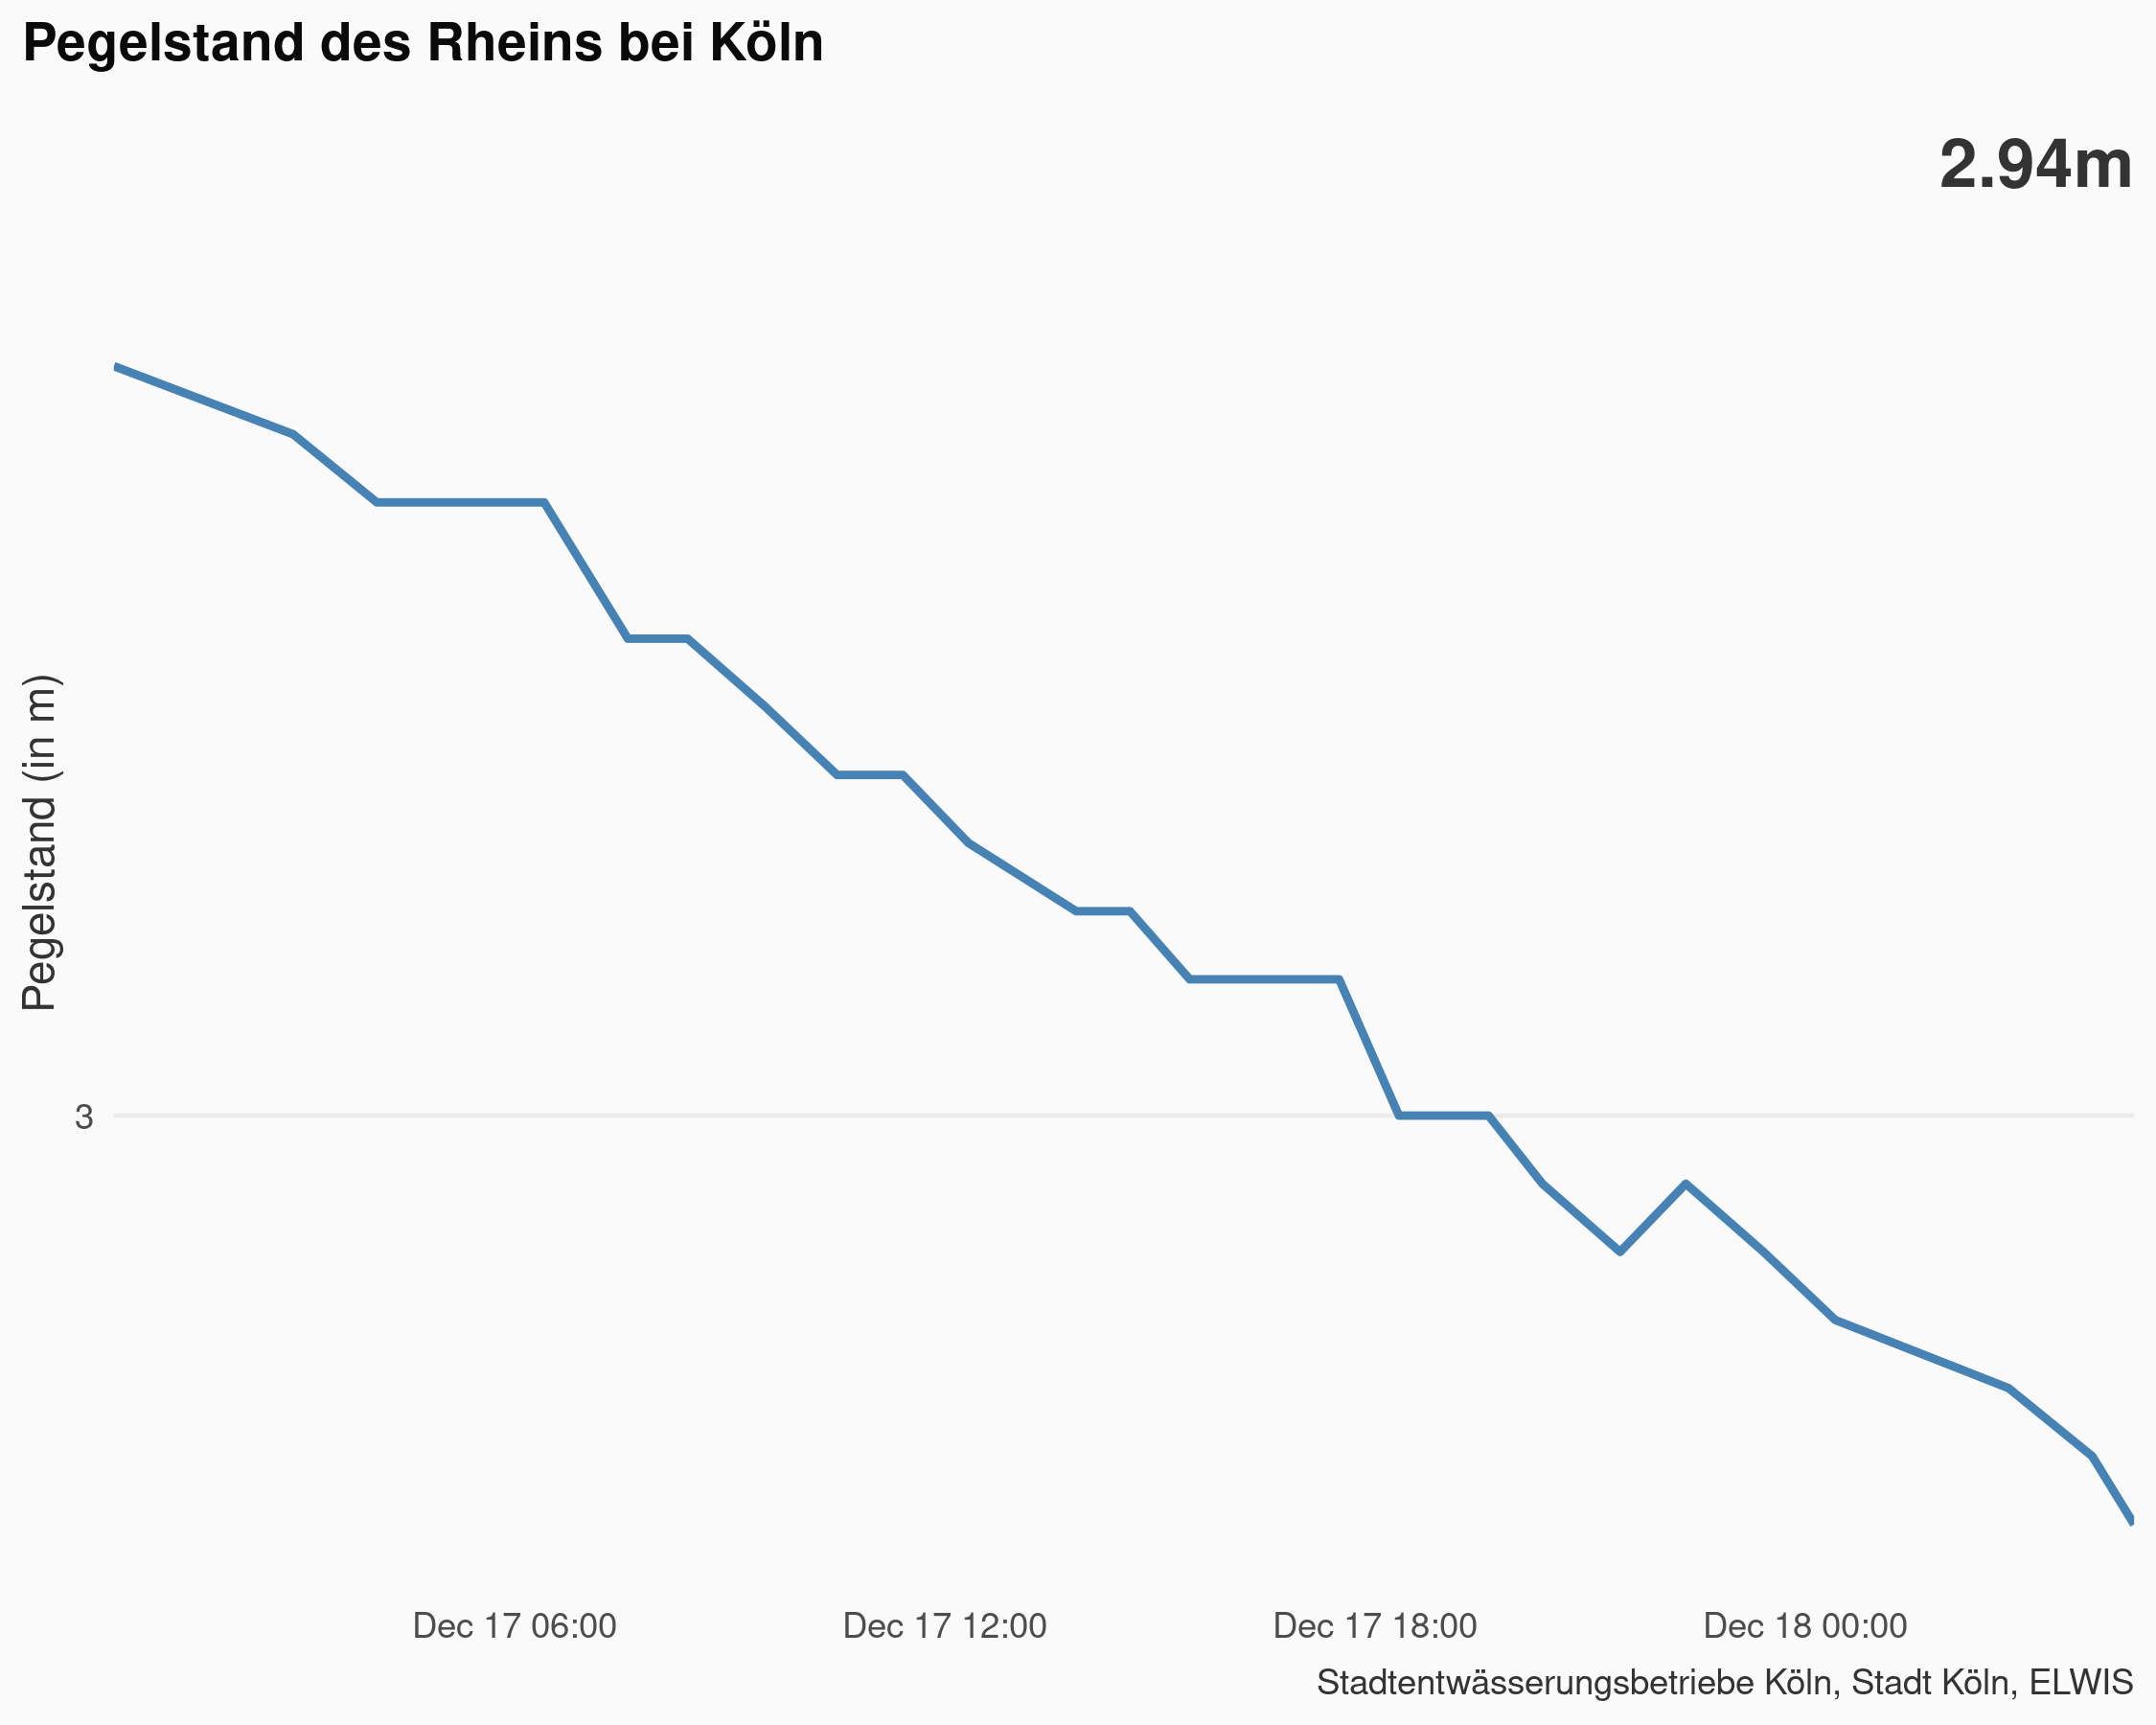 Pegelstand des Rheins bei Köln
2.94m
Pegelstand (in m)
3
Dec 17 06:00
Dec 17 12:00
Dec 17 18:00
Dec 18 00:00
Stadtentwässerungsbetriebe Köln, Stadt Köln, ELWIS